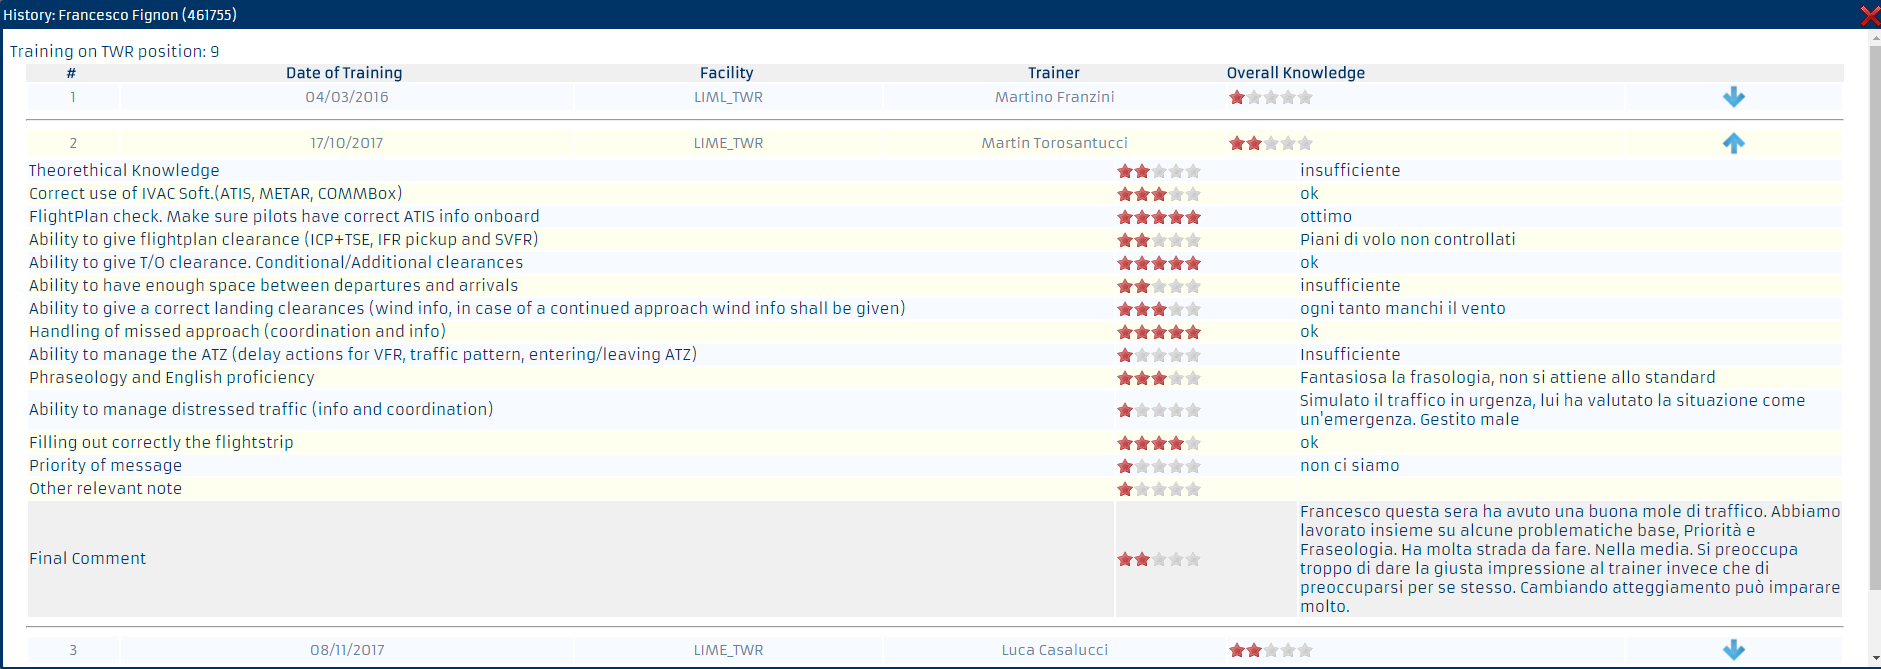 History: Francesco Fignon (461755)
Training on TWR position: 9
# Date of Training Facility Trainer Overall Knowledge
1 04/03/2016 LIML_TWR Martino Franzini
2 17/10/2017 LIME_TWR Martin Torosantucci
Theorethical Knowledge insufficiente
Correct use of IVAC Soft.(ATIS, METAR, COMMBox) ok
FlightPlan check. Make sure pilots have correct ATIS info onboard ottimo
Ability to give flightplan clearance (ICP+TSE, IFR pickup and SVFR) Piani di volo non controllati
Ability to give T/O clearance. Conditional/Additional clearances ok
Ability to have enough space between departures and arrivals insufficiente
Ability to give a correct landing clearances (wind info, in case of a continued approach wind info shall be given) ogni tanto manchi il vento
Handling of missed approach (coordination and info) ok
Ability to manage the ATZ (delay actions for VFR, traffic pattern, entering/leaving ATZ) Insufficiente
Phraseology and English proficiency Fantasiosa la frasologia, non si attiene allo standard
Ability to manage distressed traffic (info and coordination) Simulato il traffico in urgenza, lui ha valutato la situazione come
un'emergenza. Gestito male
Filling out correctly the flightstrip ok
Priority of message non ci siamo
Other relevant note
Final Comment
Francesco questa sera ha avuto una buona mole di traffico. Abbiamo
lavorato insieme su alcune problematiche base, Priorità e
Fraseologia. Ha molta strada da fare. Nella media. Si preoccupa
troppo di dare la giusta impressione al trainer invece che di
preoccuparsi per se stesso. Cambiando atteggiamento può imparare
molto.
3 08/11/2017 LIME_TWR Luca Casalucci